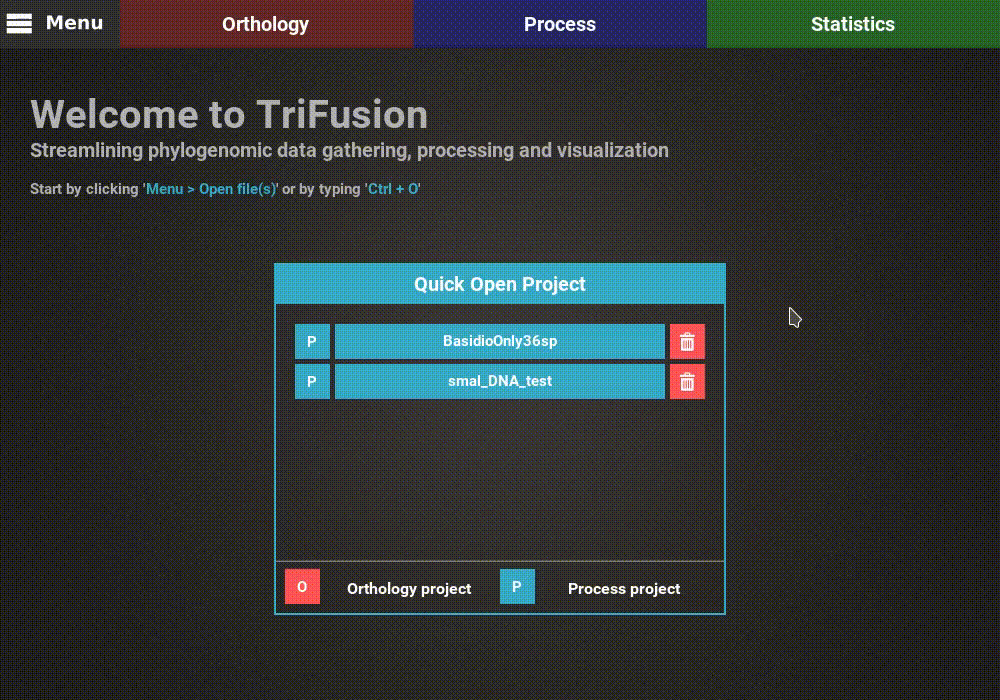 Menu
Orthology
Process
Statistics
Welcome to TriFusion
Streamlining phylogenomic data gathering, processing and visualization
Start by clicking 'Menu > Open file(s)' or by typing 'Ctrl + O'
Quick Open Project
P BasidioOnly36sp
P smal_DNA_test
O Orthology project P Process project